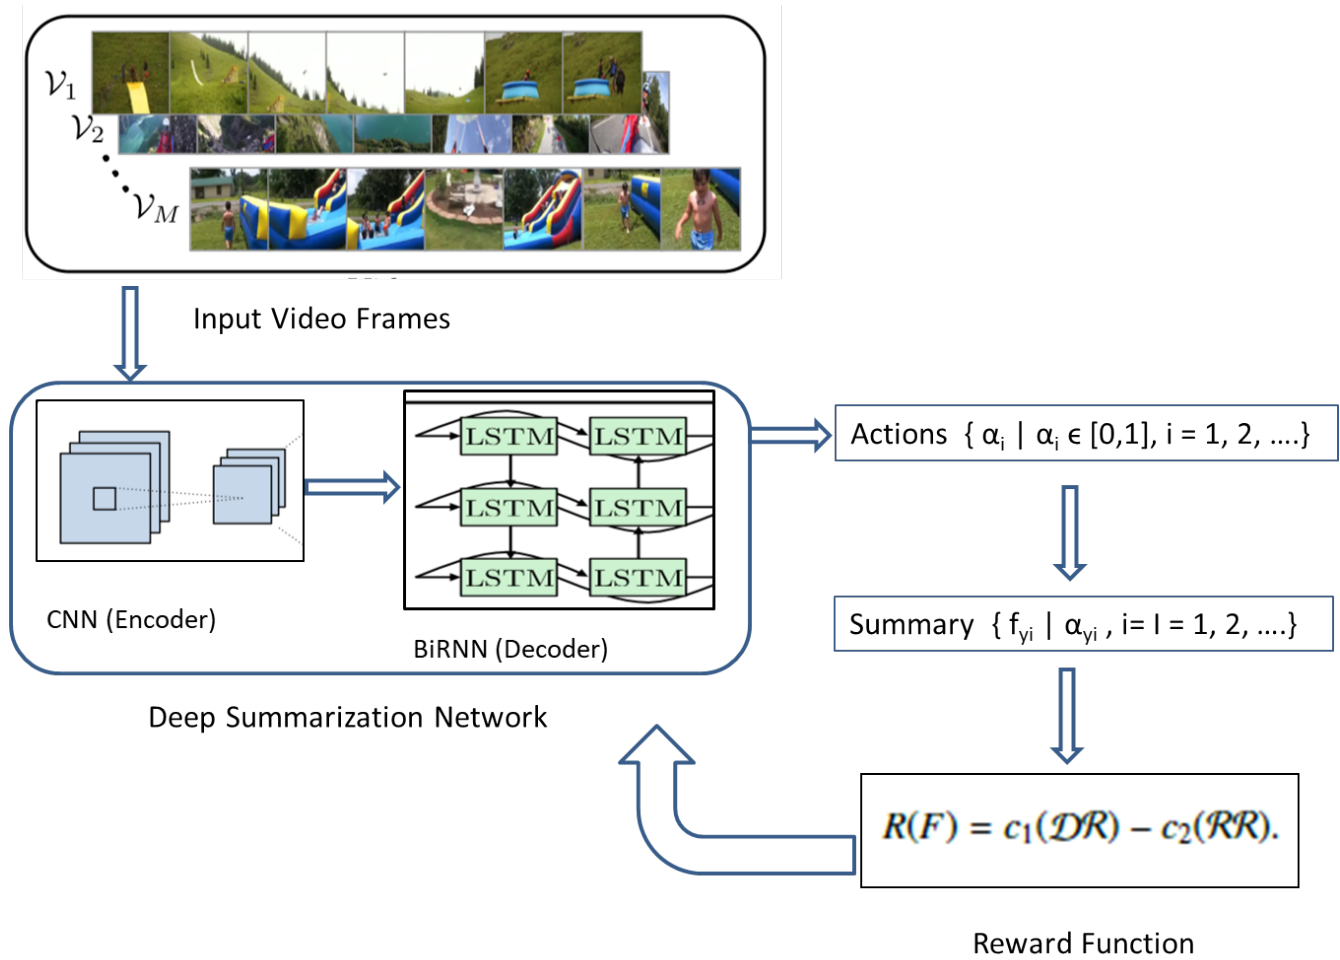 𝒱1
𝒱2
𝒱M
Input Video Frames
LSTM LSTM
LSTM LSTM
LSTM LSTM
CNN (Encoder)
BiRNN (Decoder)
Deep Summarization Network
Actions { αi | αi ϵ [0,1], i = 1, 2, ....}
Summary { fyi | αyi , i= I = 1, 2, ....}
R(F) = c1(𝒟ℛ) − c2(ℛℛ).
Reward Function